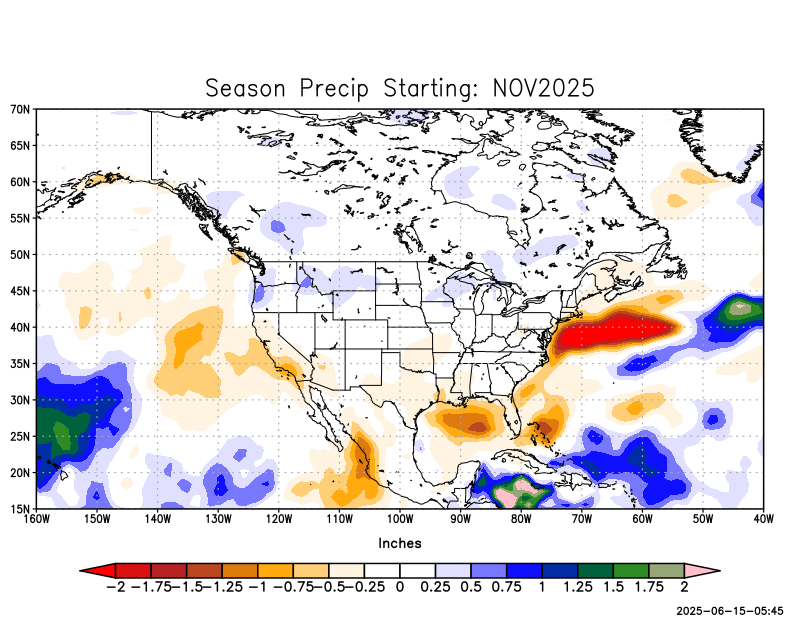 Season Precip Starting: NOV2025
70N
65N
60N
55N
50N
45N
40N
35N
30N
25N
20N
15N
160W 150W 140W 130W 120W 110W 100W 90W 80W 70W 60W 50W 40W
Inches
-2 -1.75 -1.5 -1.25 -1 -0.75 -0.5 -0.25 0 0.25 0.5 0.75 1 1.25 1.5 1.75 2
2025-06-15-05:45